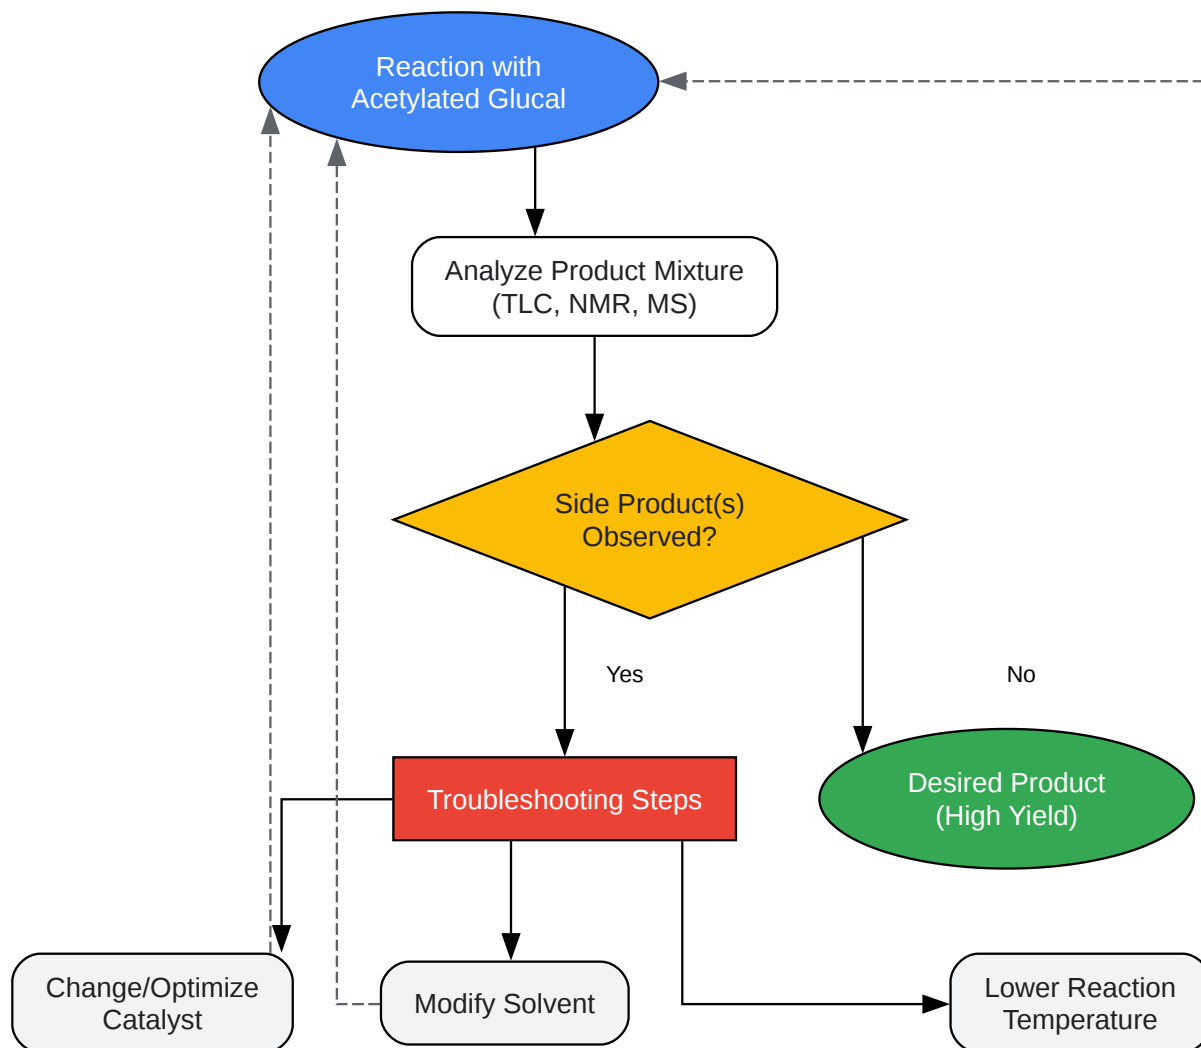 Reaction with
Acetylated Glucal
Analyze Product Mixture
(TLC, NMR, MS)
Side Product(s)
Observed?
Yes
No
Troubleshooting Steps
Desired Product
(High Yield)
Change/Optimize
Catalyst
Modify Solvent
Lower Reaction
Temperature